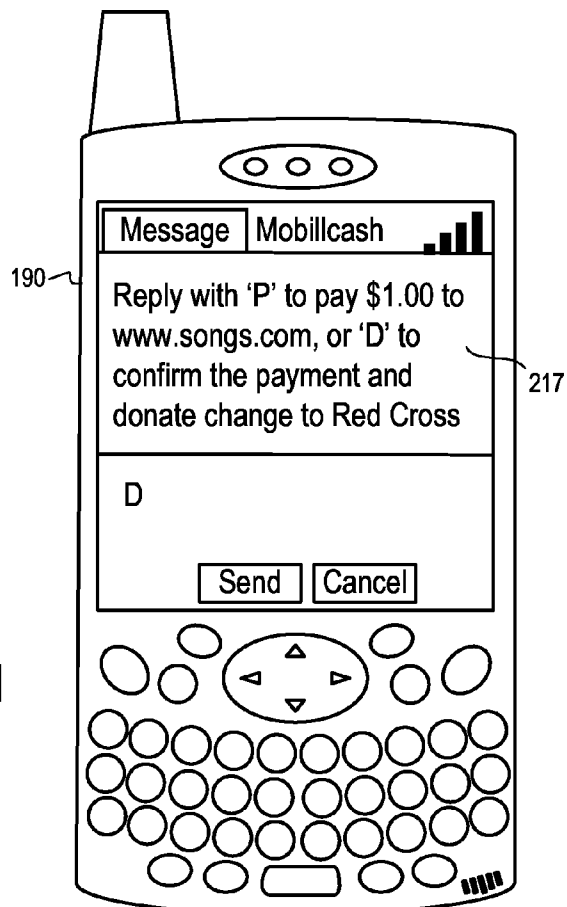 Message Mobillcash
190
Reply with ‘P’ to pay $1.00 to
www.songs.com, or ‘D’ to
confirm the payment and
donate change to Red Cross
217
D
Send Cancel